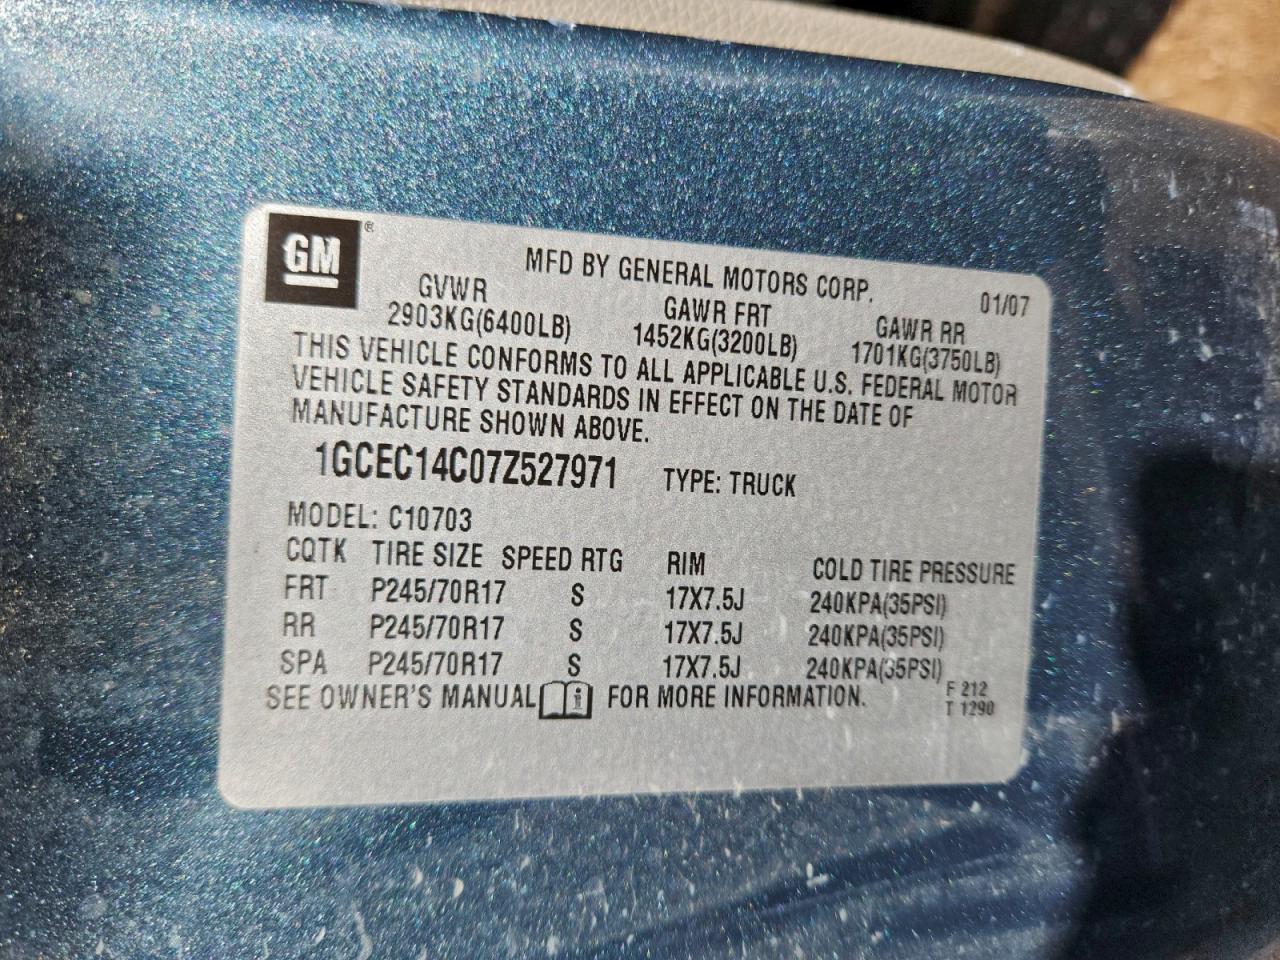 GM ®
MFD BY GENERAL MOTORS CORP. 01/07
GVWR GAWR FRT GAWR RR
2903KG(6400LB) 1452KG(3200LB) 1701KG(3750LB)
THIS VEHICLE CONFORMS TO ALL APPLICABLE U.S. FEDERAL MOTOR
VEHICLE SAFETY STANDARDS IN EFFECT ON THE DATE OF
MANUFACTURE SHOWN ABOVE.
1GCEC14C07Z527971 TYPE: TRUCK
MODEL: C10703
CQTK TIRE SIZE SPEED RTG RIM COLD TIRE PRESSURE
FRT P245/70R17 S 17X7.5J 240KPA(35PSI)
RR P245/70R17 S 17X7.5J 240KPA(35PSI)
SPA P245/70R17 S 17X7.5J 240KPA(35PSI)
SEE OWNER'S MANUAL i FOR MORE INFORMATION.
F 212
T 1290